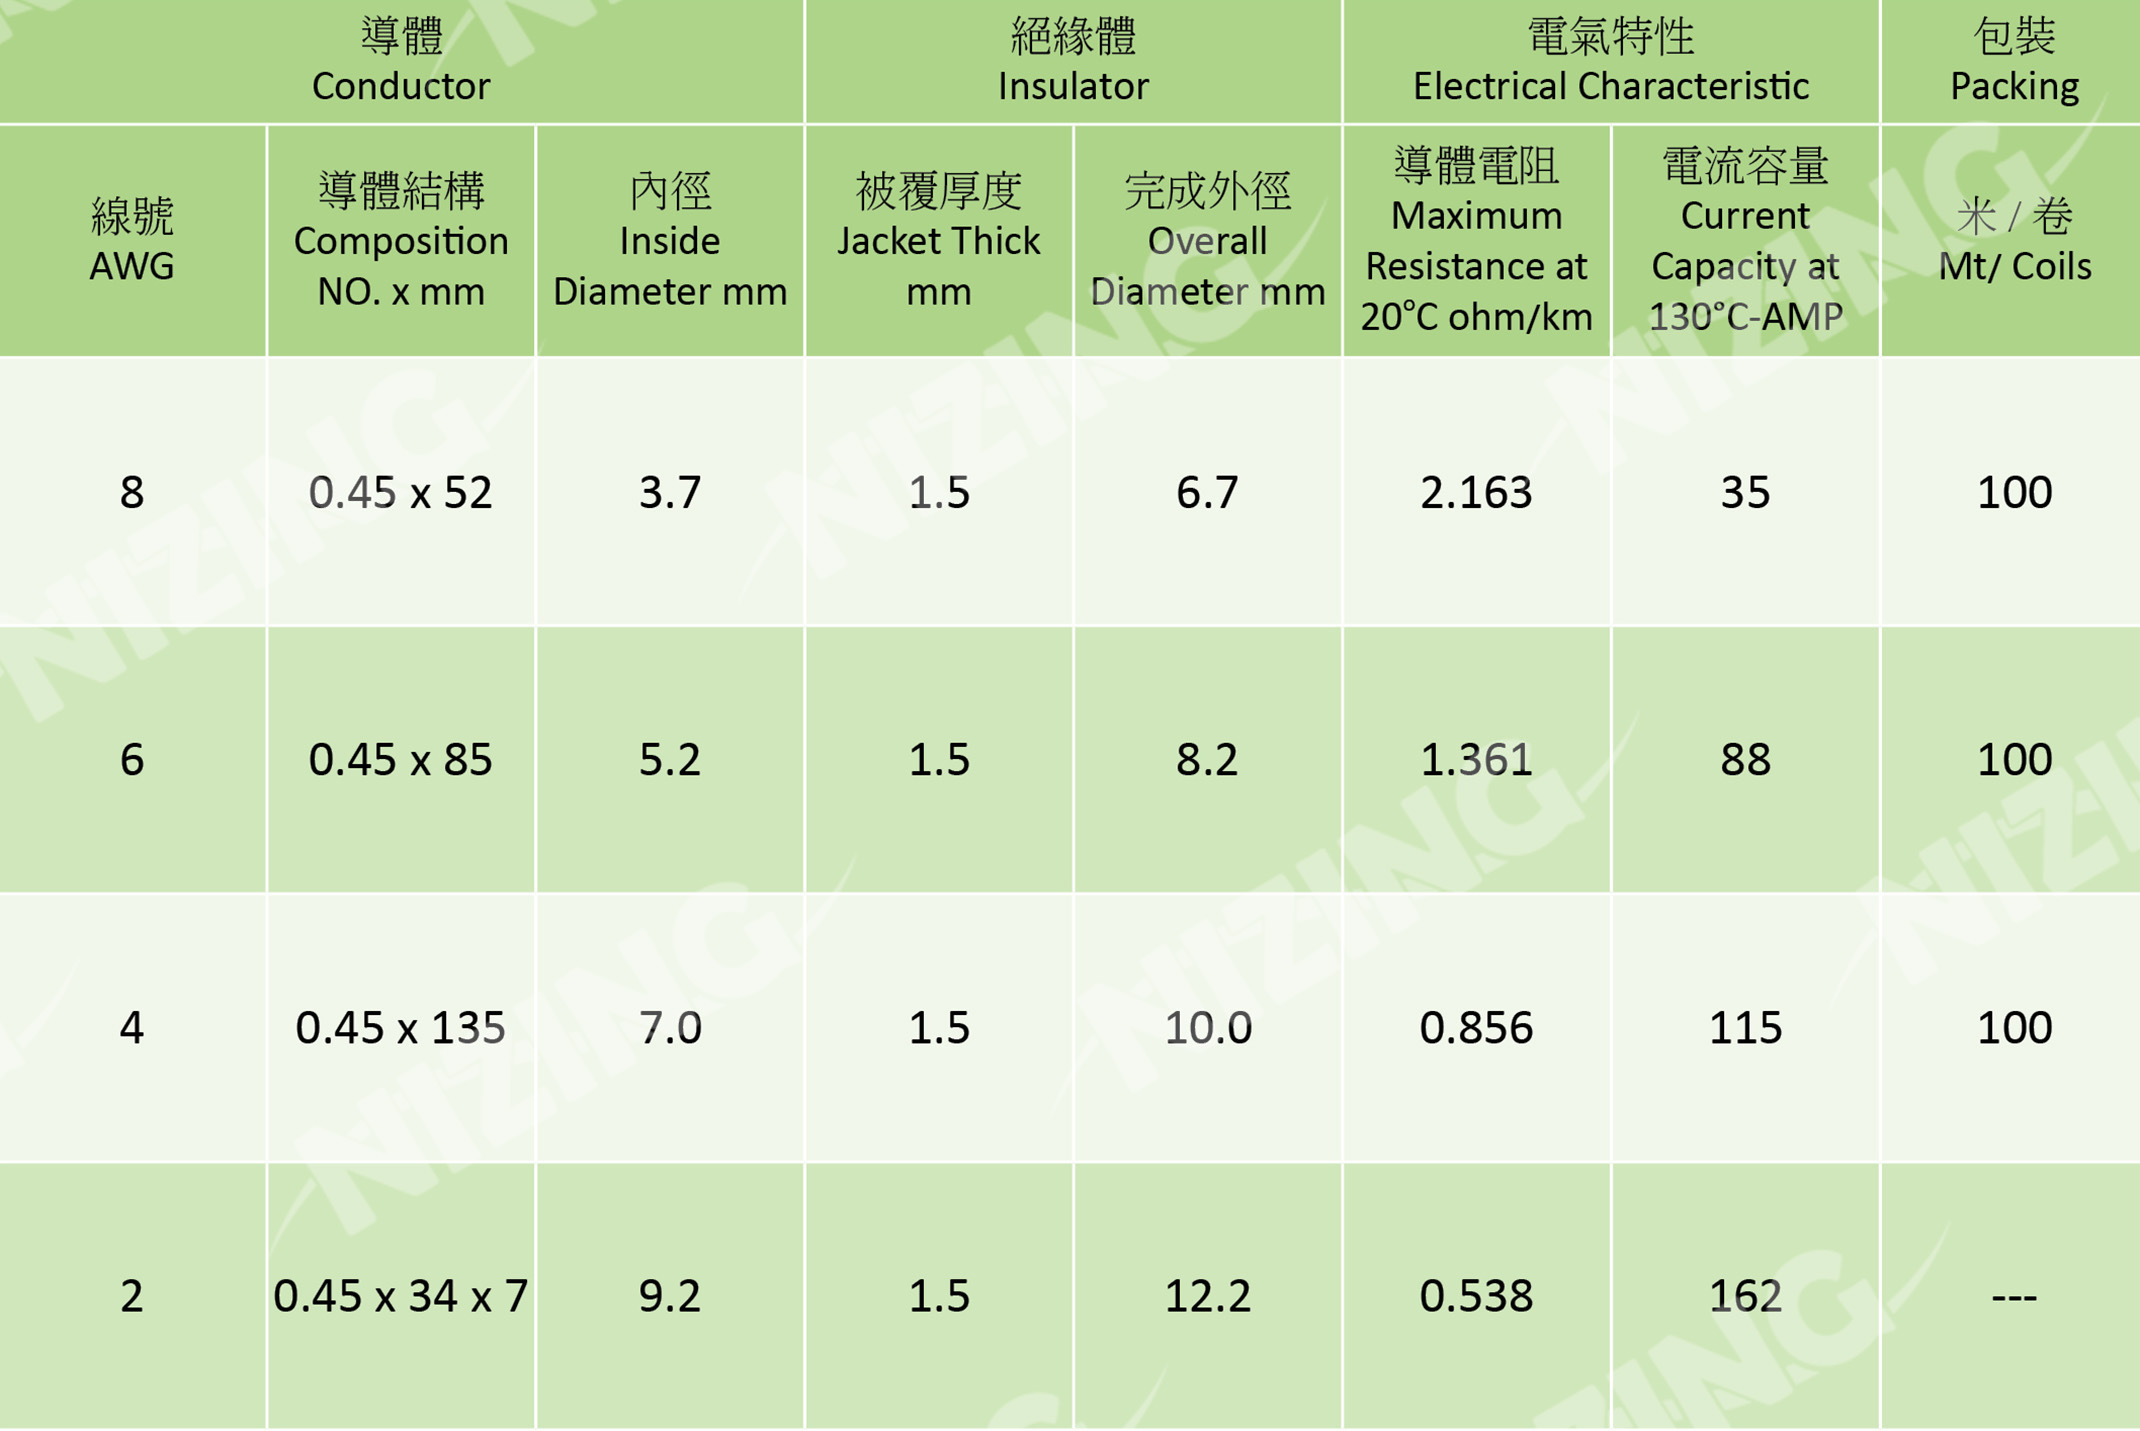 導體
Conductor
絕緣體
Insulator
電氣特性
Electrical Characteristic
包裝
Packing
線號
AWG
導體結構
Composition
NO. x mm
內徑
Inside
Diameter mm
被覆厚度
Jacket Thick
mm
完成外徑
Overall
Diameter mm
導體電阻
Maximum
Resistance at
20°C ohm/km
電流容量
Current
Capacity at
130°C-AMP
米 / 卷
Mt/ Coils
8 0.45 x 52 3.7 1.5 6.7 2.163 35 100
6 0.45 x 85 5.2 1.5 8.2 1.361 88 100
4 0.45 x 135 7.0 1.5 10.0 0.856 115 100
2 0.45 x 34 x 7 9.2 1.5 12.2 0.538 162 ---
NIZING
NIZING
NIZING
NIZING
NIZING
NIZING
NIZING